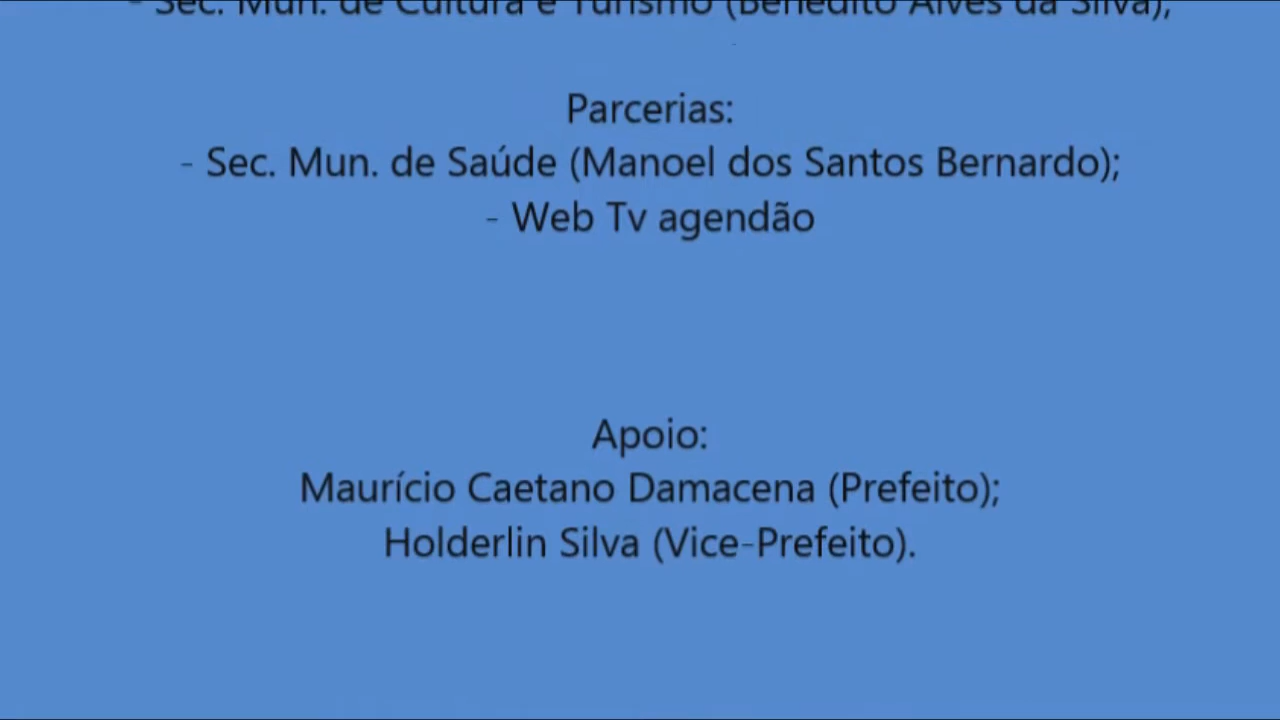 - Sec. Mun. de Cultura e Turismo (Benedito Alves da Silva);
Parcerias:
- Sec. Mun. de Saúde (Manoel dos Santos Bernardo);
- Web Tv agendão
Apoio:
Maurício Caetano Damacena (Prefeito);
Holderlin Silva (Vice-Prefeito).